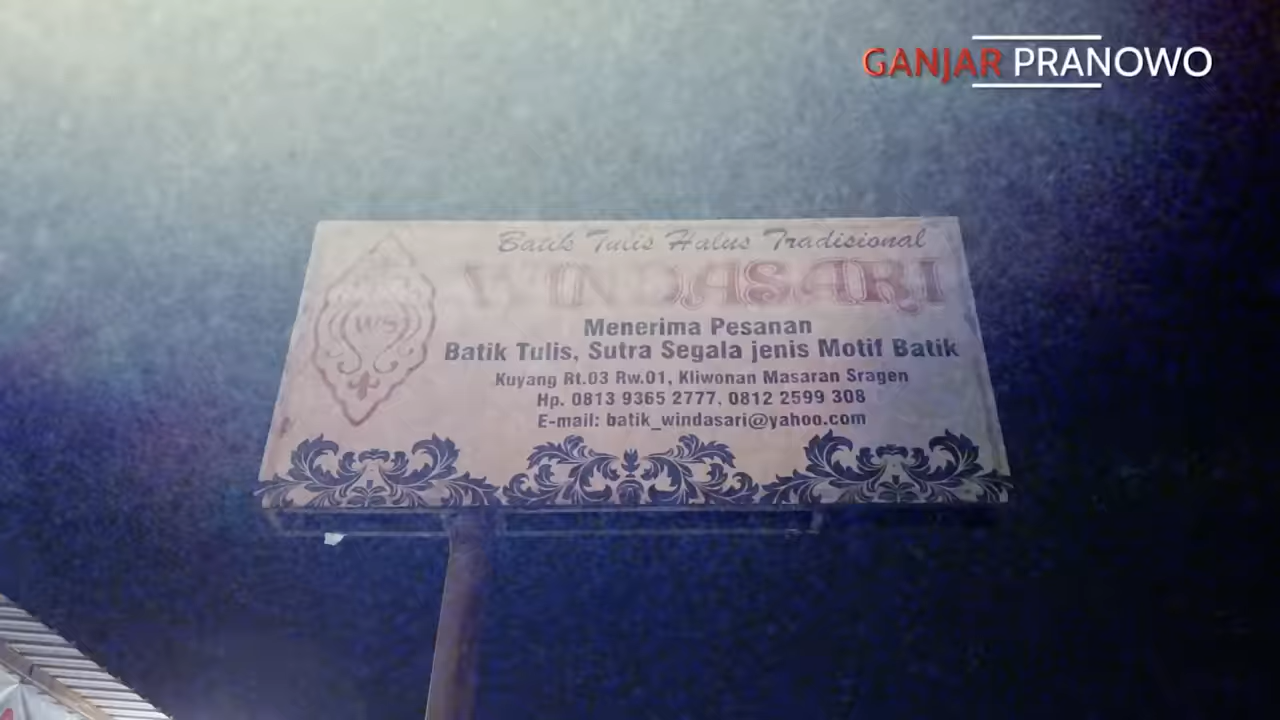 GANJAR PRANOWO
Batik Tulis Halus Tradisional
WINDASARI
WS
Menerima Pesanan
Batik Tulis, Sutra Segala jenis Motif Batik
Kuyang Rt.03 Rw.01, Kliwonan Masaran Sragen
Hp. 0813 9365 2777, 0812 2599 308
E-mail: batik_windasari@yahoo.com